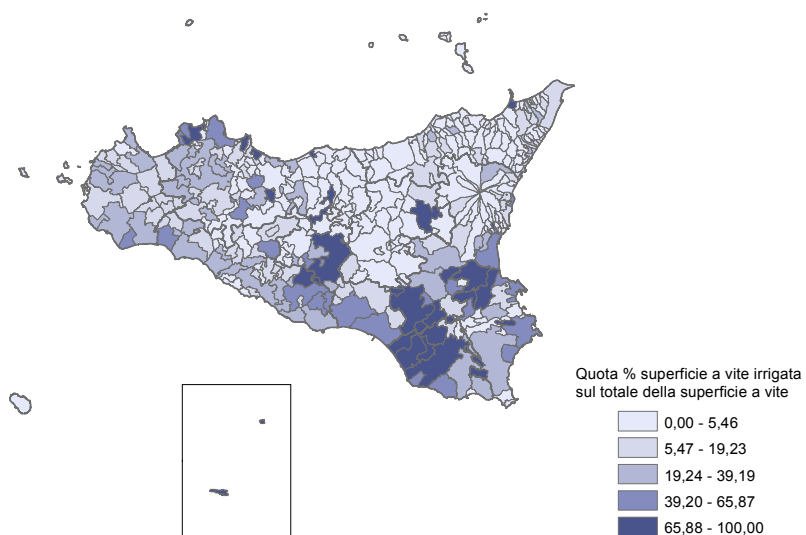 Quota % superficie a vite irrigata
sul totale della superficie a vite
0,00 - 5,46
5,47 - 19,23
19,24 - 39,19
39,20 - 65,87
65,88 - 100,00